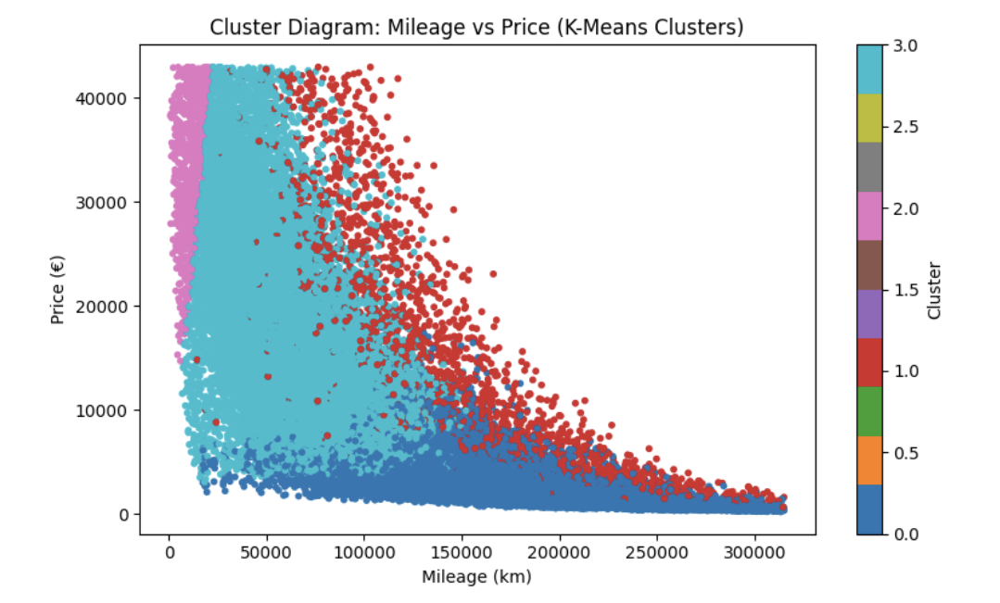 Cluster Diagram: Mileage vs Price (K-Means Clusters)
Price (€)
40000
30000
20000
10000
0
0 50000 100000 150000 200000 250000 300000
Mileage (km)
3.0
2.5
2.0
1.5
1.0
0.5
0.0
Cluster